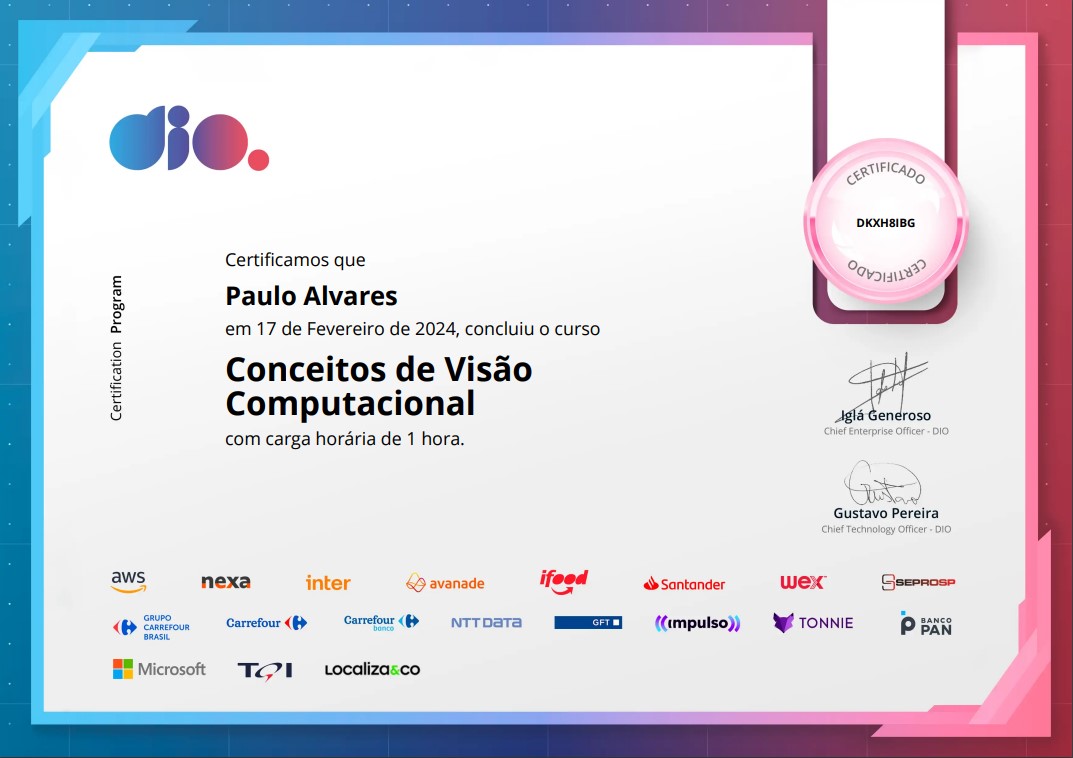 dio.
CERTIFICADO
DKXH8IBG
CERTIFICADO
Certification Program
Certificamos que
Paulo Alvares
em 17 de Fevereiro de 2024, concluiu o curso
Conceitos de Visão
Computacional
com carga horária de 1 hora.
Iglá Generoso
Chief Enterprise Officer - DIO
Gustavo Pereira
Chief Technology Officer - DIO
aws nexa inter avanade ifood Santander wex SEPROSP
GRUPO CARREFOUR BRASIL Carrefour Carrefour banco NTT DATA GFT impulso TONNIE BANCO PAN
Microsoft TQI Localiza&co